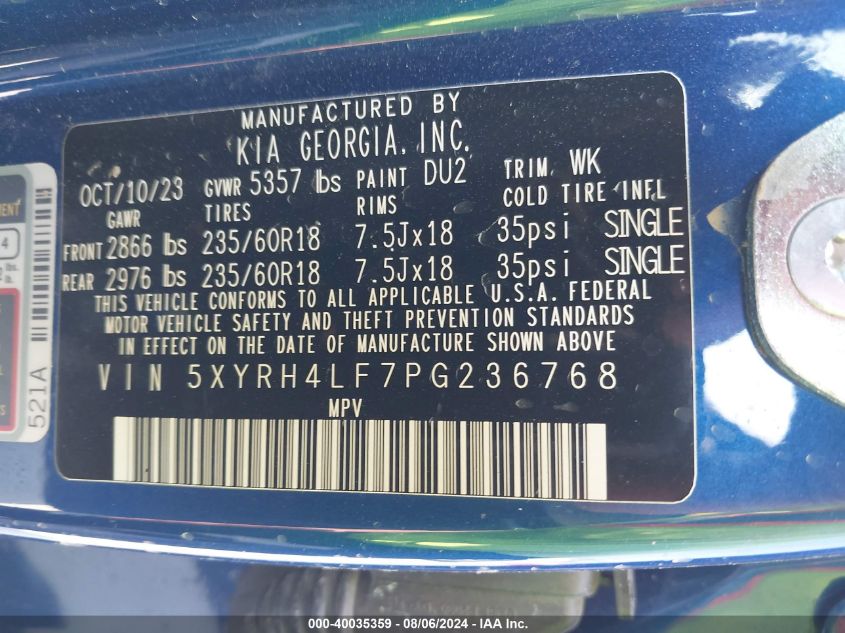 MANUFACTURED BY
KIA GEORGIA, INC.
OCT/10/23 GVWR 5357 lbs PAINT DU2 TRIM WK
GAWR TIRES RIMS COLD TIRE INFL
FRONT 2866 lbs 235/60R18 7.5Jx18 35psi SINGLE
REAR 2976 lbs 235/60R18 7.5Jx18 35psi SINGLE
THIS VEHICLE CONFORMS TO ALL APPLICABLE U.S.A. FEDERAL
MOTOR VEHICLE SAFETY AND THEFT PREVENTION STANDARDS
IN EFFECT ON THE DATE OF MANUFACTURE SHOWN ABOVE
VIN 5XYRH4LF7PG236768
MPV
521A
4
lbs.
000-40035359 - 08/06/2024 - IAA Inc.